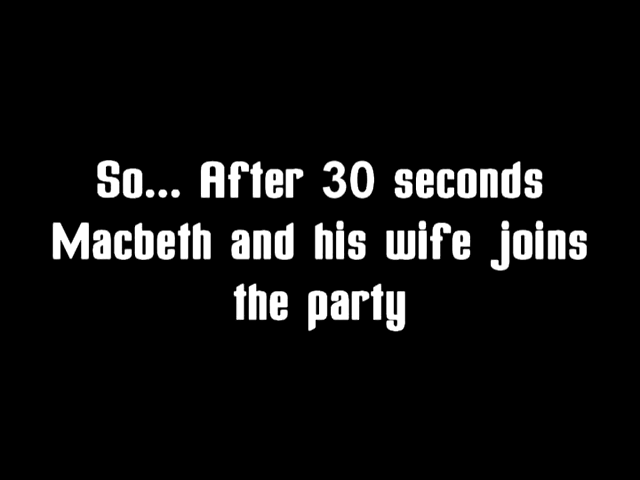 So... After 30 seconds
Macbeth and his wife joins
the party